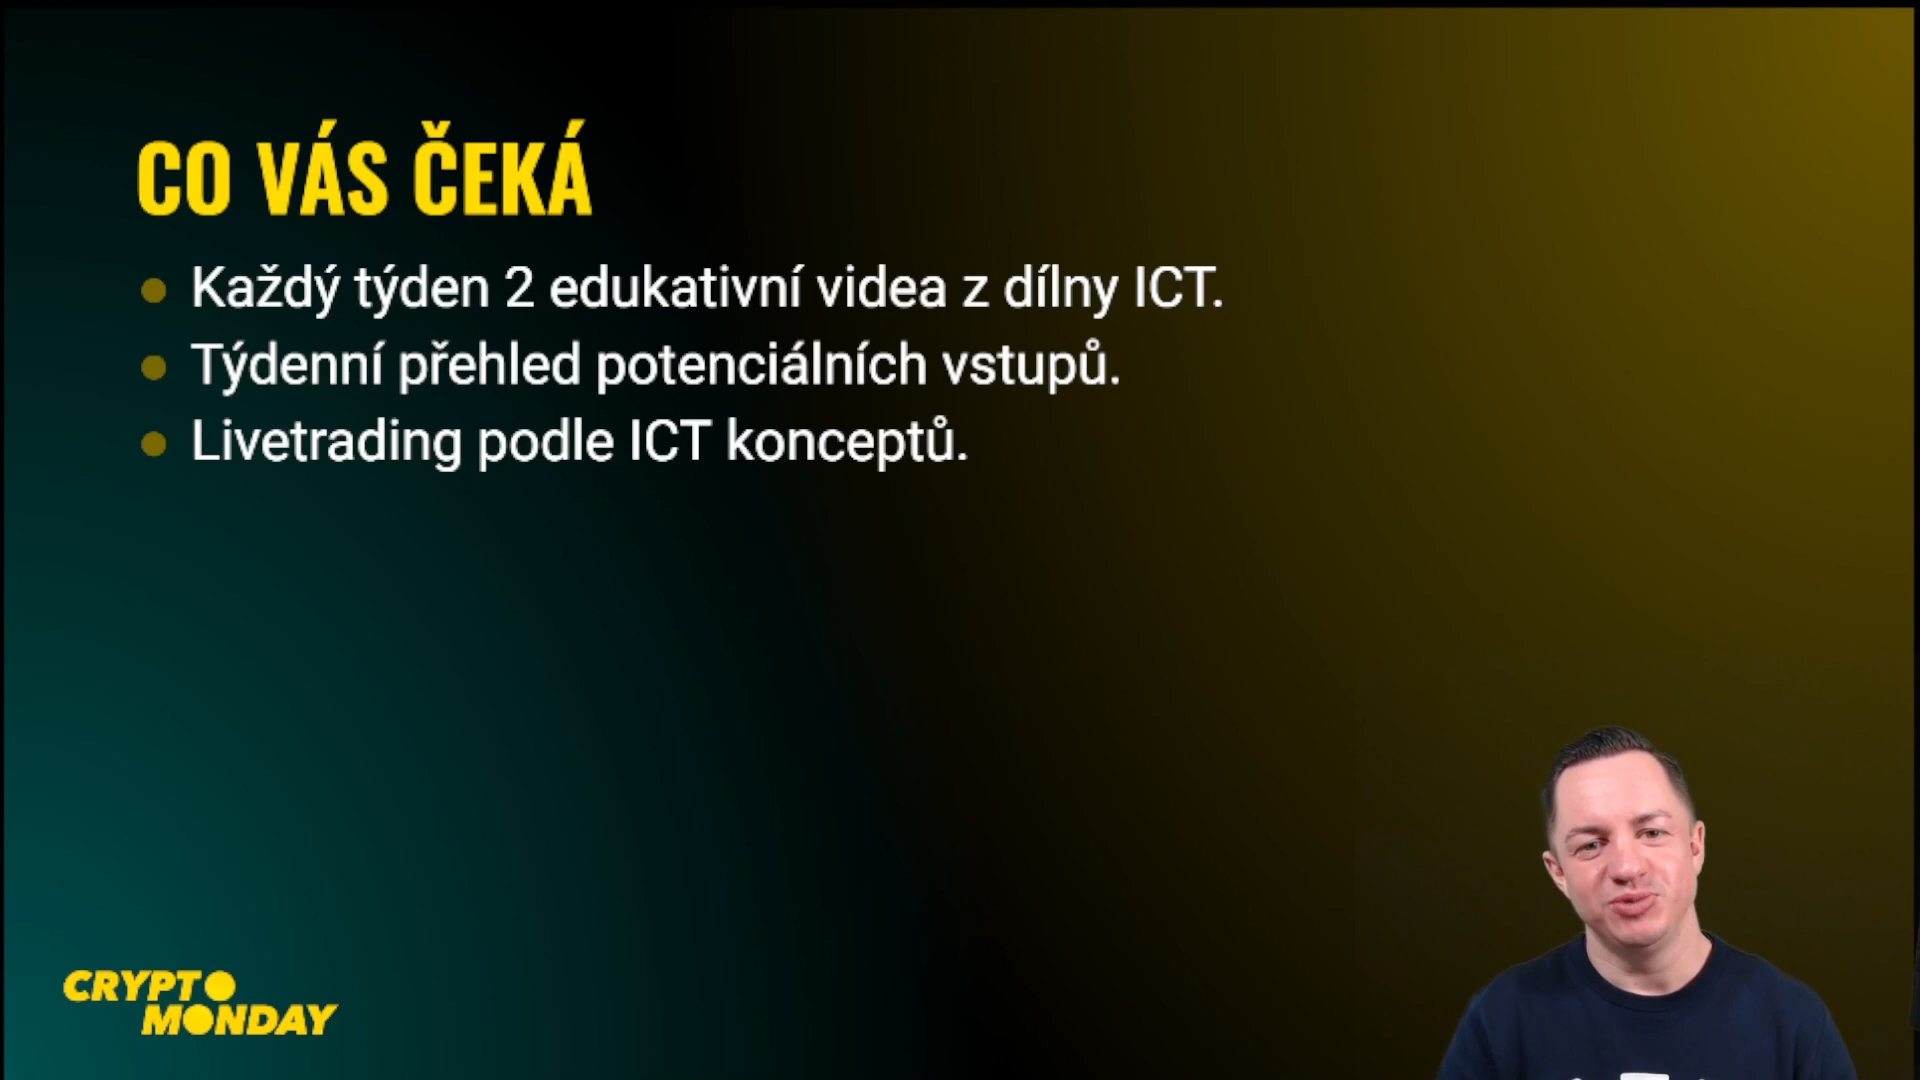 CO VÁS ČEKÁ
Každý týden 2 edukativní videa z dílny ICT.
Týdenní přehled potenciálních vstupů.
Livetrading podle ICT konceptů.
CRYPTO
MONDAY